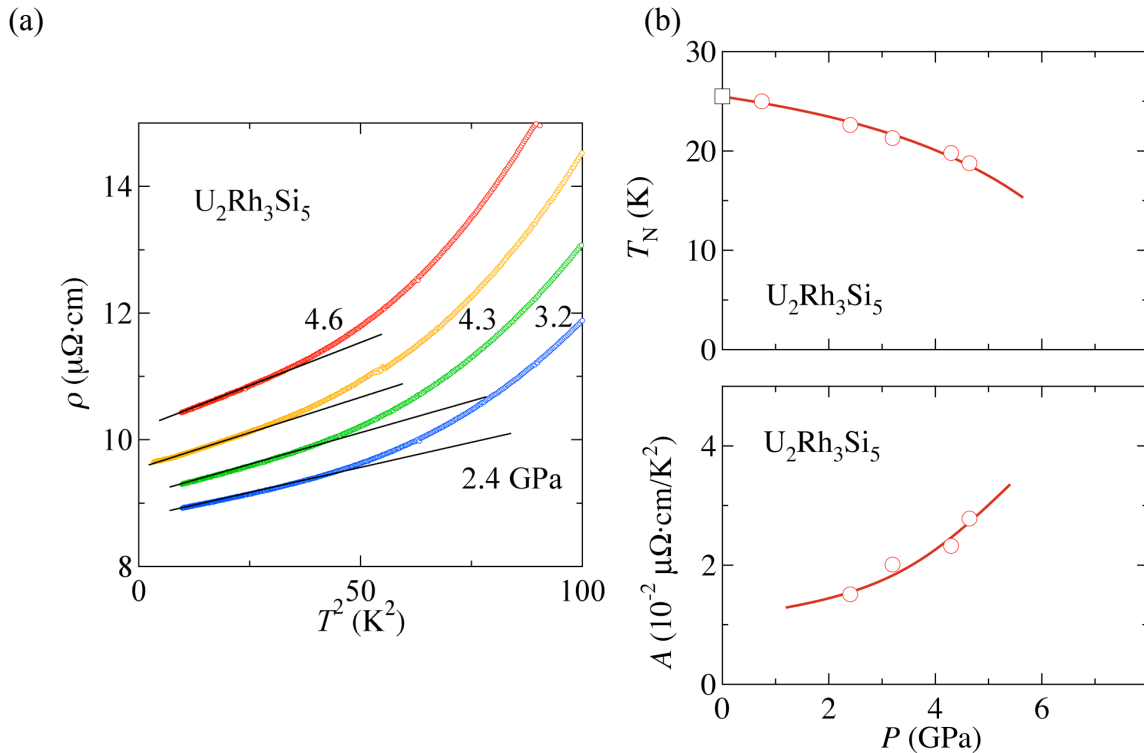 (a)
U₂Rh₃Si₅
14
12
10
8
ρ (μΩ·cm)
4.6
4.3
3.2
2.4 GPa
0
50
100
T² (K²)
(b)
30
20
10
0
T_N (K)
U₂Rh₃Si₅
4
2
0
A (10⁻² μΩ·cm/K²)
U₂Rh₃Si₅
0
2
4
6
P (GPa)